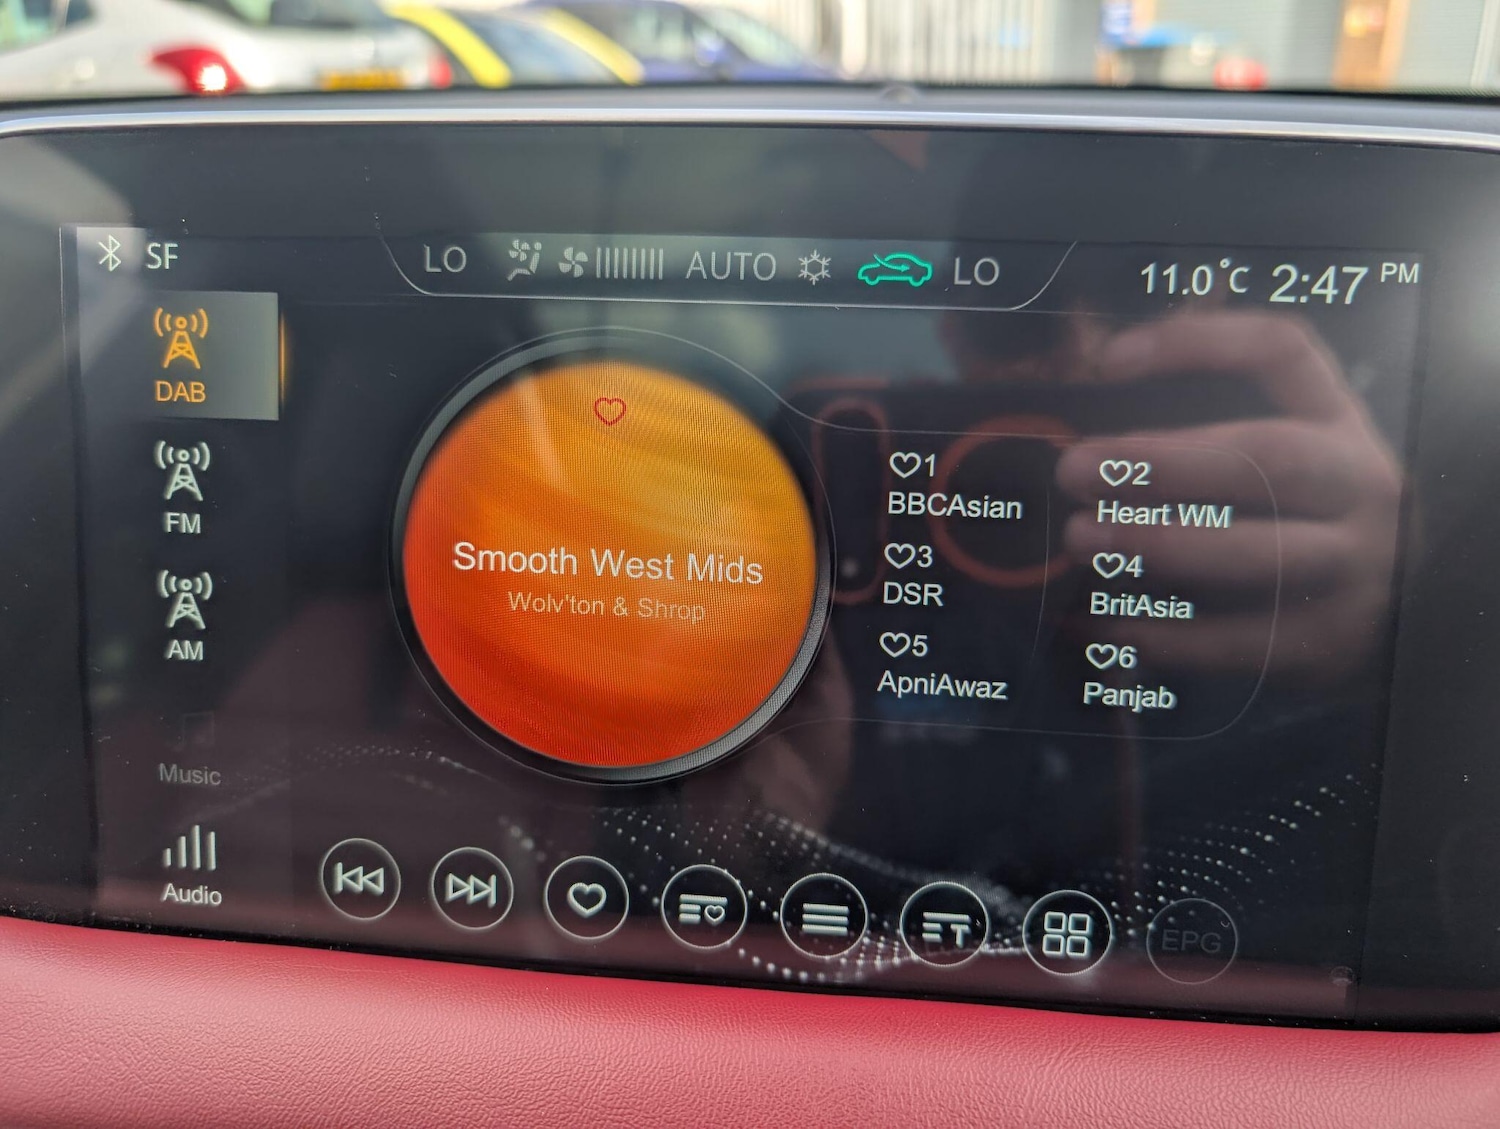 SF
LO AUTO LO
11.0°C 2:47 PM
DAB
FM
AM
Music
Audio
Smooth West Mids
Wolv'ton & Shrop
1
BBCAsian
2
Heart WM
3
DSR
4
BritAsia
5
ApniAwaz
6
Panjab
T
EPG